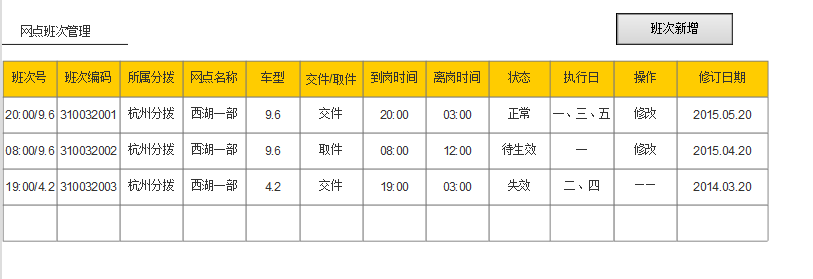 班次新增
网点班次管理
班次号 班次编码 所属分拨 网点名称 车型 交件/取件 到岗时间 离岗时间 状态 执行日 操作 修订日期
20:00/9.6 310032001 杭州分拨 西湖一部 9.6 交件 20:00 03:00 正常 一、三、五 修改 2015.05.20
08:00/9.6 310032002 杭州分拨 西湖一部 9.6 取件 08:00 12:00 待生效 一 修改 2015.04.20
19:00/4.2 310032003 杭州分拨 西湖一部 4.2 交件 19:00 03:00 失效 二、四 —— 2014.03.20